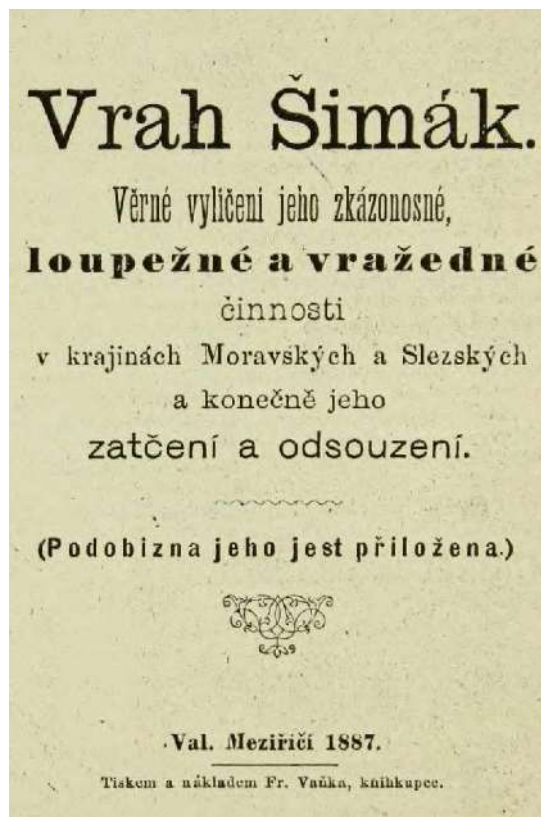 Vrah Šimák.
Věrné vylíčení jeho zkázonosné,
loupežné a vražedné
činnosti
v krajinách Moravských a Slezských
a konečně jeho
zatčení a odsouzení.
(Podobizna jeho jest přiložena.)
Val. Meziříčí 1887.
Tiskem a nákladem Fr. Vaňka, knihkupce.